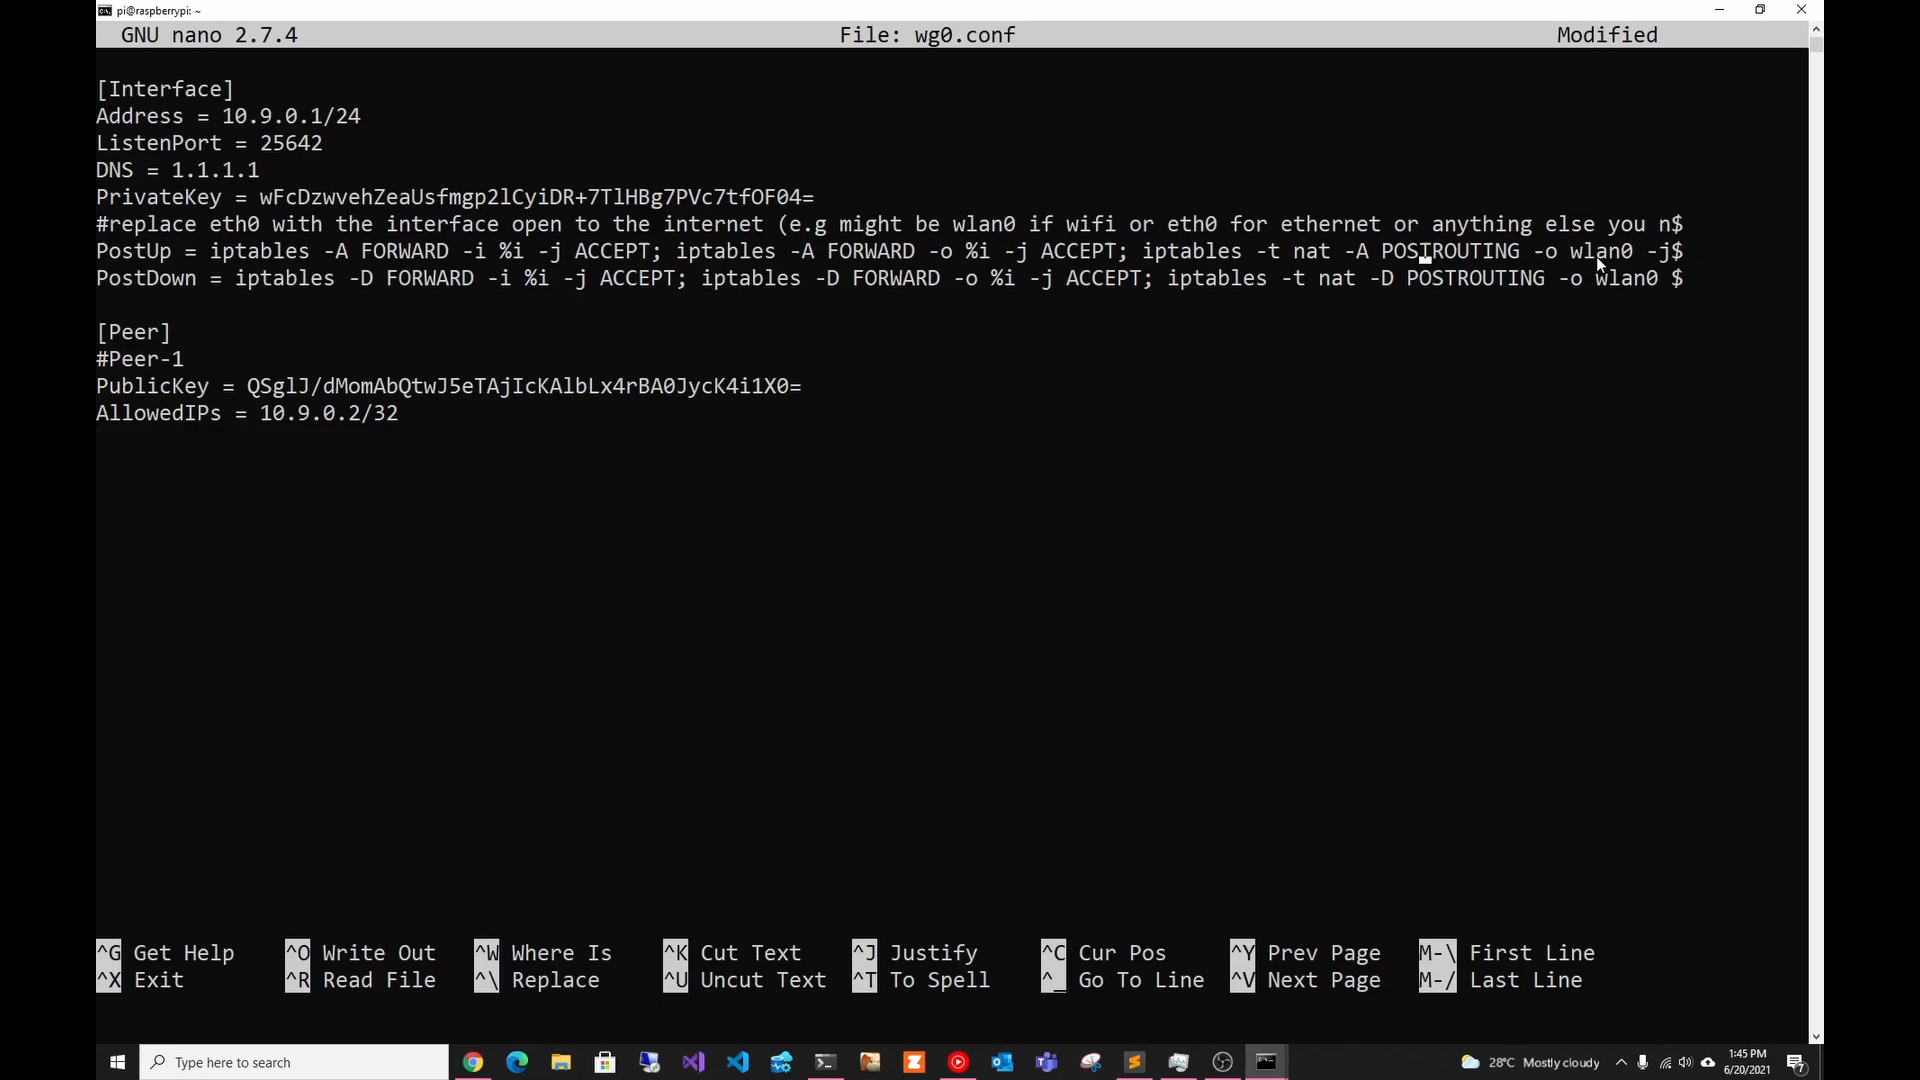 pi@raspberrypi: ~
GNU nano 2.7.4 File: wg0.conf Modified
[Interface]
Address = 10.9.0.1/24
ListenPort = 25642
DNS = 1.1.1.1
PrivateKey = wFcDzwvehZeaUsfmgp2lCyiDR+7TlHBg7PVc7tfOF04=
#replace eth0 with the interface open to the internet (e.g might be wlan0 if wifi or eth0 for ethernet or anything else you n$
PostUp = iptables -A FORWARD -i %i -j ACCEPT; iptables -A FORWARD -o %i -j ACCEPT; iptables -t nat -A POSTROUTING -o wlan0 -j$
PostDown = iptables -D FORWARD -i %i -j ACCEPT; iptables -D FORWARD -o %i -j ACCEPT; iptables -t nat -D POSTROUTING -o wlan0 $
[Peer]
#Peer-1
PublicKey = QSglJ/dMomAbQtwJ5eTAjIcKAlbLx4rBA0JycK4i1X0=
AllowedIPs = 10.9.0.2/32
^G Get Help ^O Write Out ^W Where Is ^K Cut Text ^J Justify ^C Cur Pos ^Y Prev Page M-\ First Line
^X Exit ^R Read File ^\ Replace ^U Uncut Text ^T To Spell ^_ Go To Line ^V Next Page M-/ Last Line
Type here to search 28°C Mostly cloudy 1:45 PM
6/20/2021 7